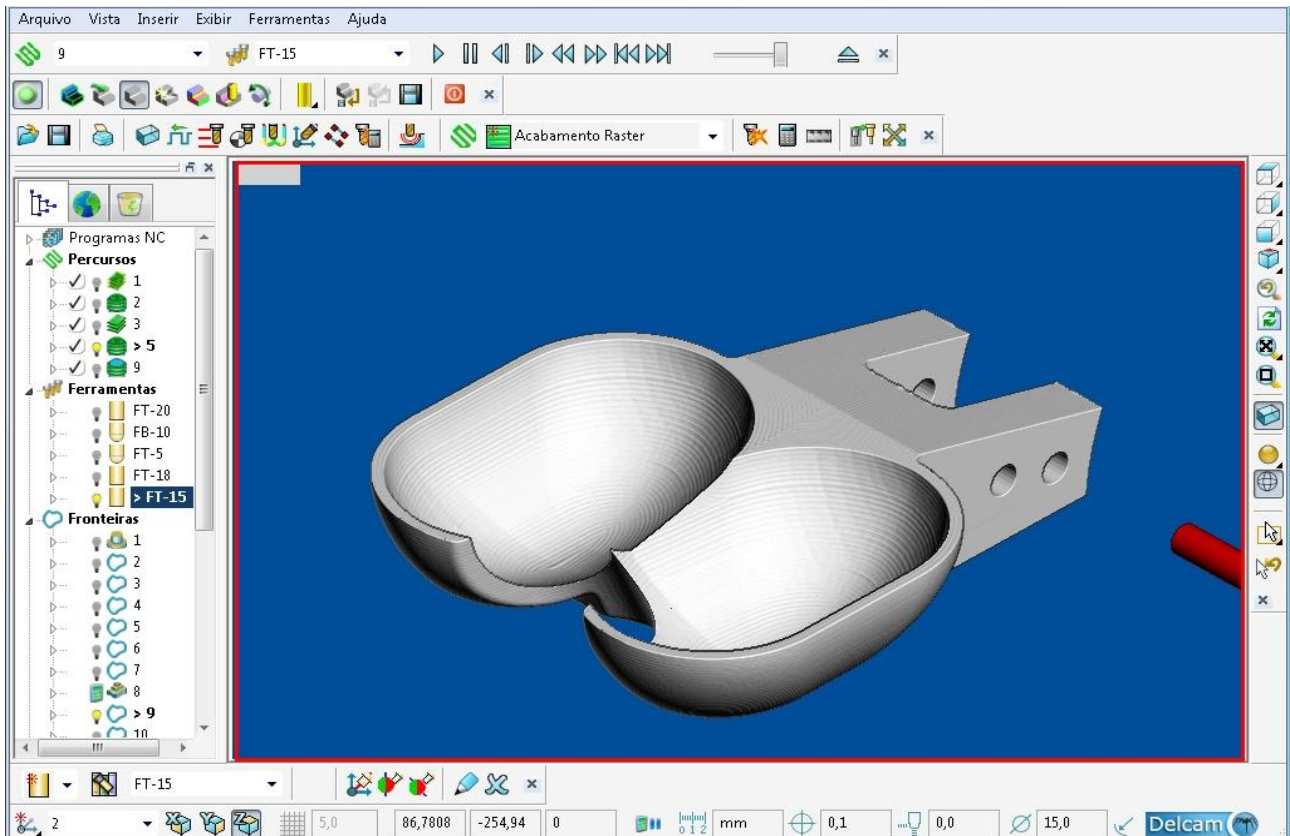 Arquivo Vista Inserir Exibir Ferramentas Ajuda
9 FT-15
Acabamento Raster
Programas NC
Percursos
1
2
3
> 5
9
Ferramentas
FT-20
FB-10
FT-5
FT-18
> FT-15
Fronteiras
1
2
3
4
5
6
7
8
> 9
10
FT-15
2 5,0 86,7808 -254,94 0 mm 0,1 0,0 15,0 Delcam